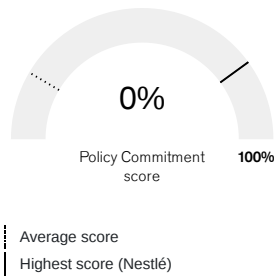 0%
Policy Commitment 100%
score
Average score
Highest score (Nestlé)